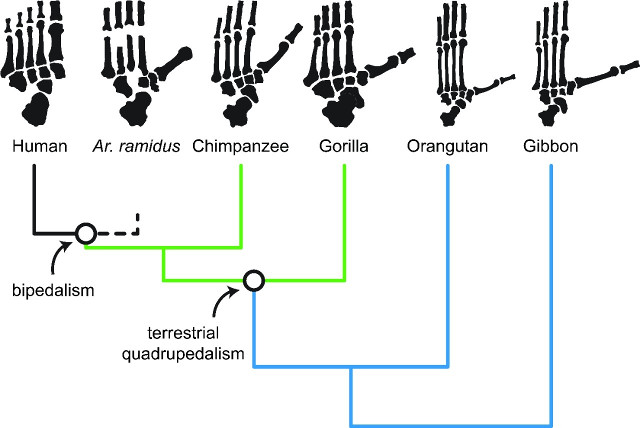 Human Ar. ramidus Chimpanzee Gorilla Orangutan Gibbon
bipedalism
terrestrial
quadrupedalism